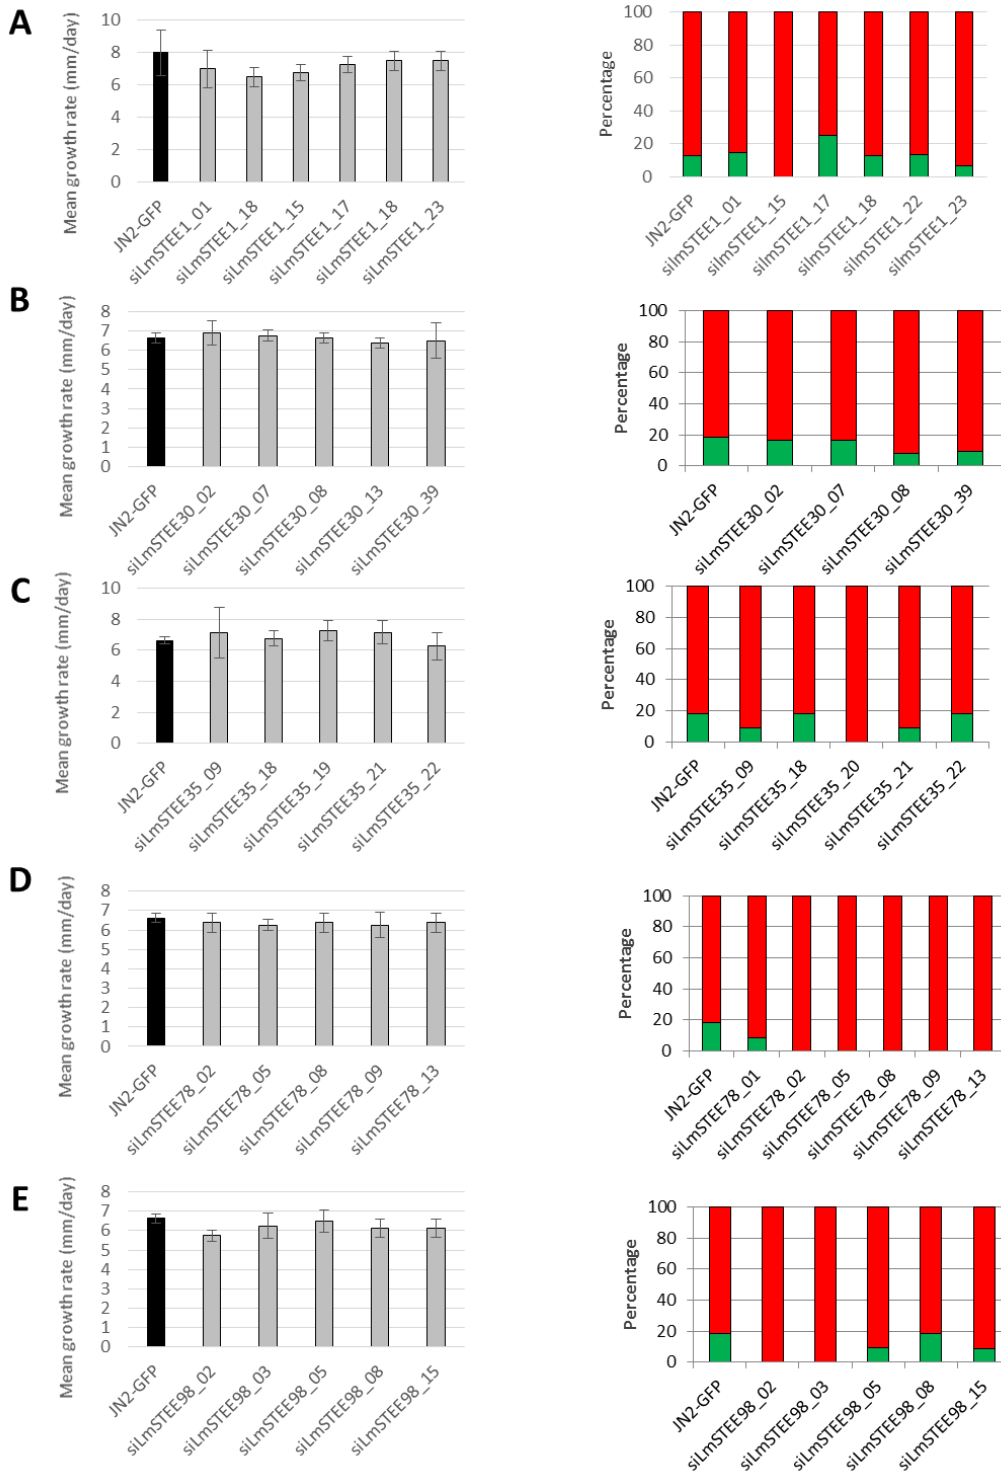 A
Mean growth rate (mm/day)
10
8
6
4
2
0
JN2-GFP
siLmSTEE1_01
siLmSTEE1_18
siLmSTEE1_15
siLmSTEE1_17
siLmSTEE1_18
siLmSTEE1_23
Percentage
100
80
60
40
20
0
JN2-GFP
silmSTEE1_01
silmSTEE1_15
silmSTEE1_17
silmSTEE1_18
silmSTEE1_22
silmSTEE1_23
B
Mean growth rate (mm/day)
8
7
6
5
4
3
2
1
0
JN2-GFP
siLmSTEE30_02
siLmSTEE30_07
siLmSTEE30_08
siLmSTEE30_13
siLmSTEE30_39
Percentage
100
80
60
40
20
0
JN2-GFP
siLmSTEE30_02
siLmSTEE30_07
siLmSTEE30_08
siLmSTEE30_39
C
Mean growth rate (mm/day)
10
8
6
4
2
0
JN2-GFP
siLmSTEE35_09
siLmSTEE35_18
siLmSTEE35_19
siLmSTEE35_21
siLmSTEE35_22
Percentage
100
80
60
40
20
0
JN2-GFP
siLmSTEE35_09
siLmSTEE35_18
siLmSTEE35_20
siLmSTEE35_21
siLmSTEE35_22
D
Mean growth rate (mm/day)
8
7
6
5
4
3
2
1
0
JN2-GFP
siLmSTEE78_02
siLmSTEE78_05
siLmSTEE78_08
siLmSTEE78_09
siLmSTEE78_13
Percentage
100
80
60
40
20
0
JN2-GFP
siLmSTEE78_01
siLmSTEE78_02
siLmSTEE78_05
siLmSTEE78_08
siLmSTEE78_09
siLmSTEE78_13
E
Mean growth rate (mm/day)
8
7
6
5
4
3
2
1
0
JN2-GFP
siLmSTEE98_02
siLmSTEE98_03
siLmSTEE98_05
siLmSTEE98_08
siLmSTEE98_15
Percentage
100
80
60
40
20
0
JN2-GFP
siLmSTEE98_02
siLmSTEE98_03
siLmSTEE98_05
siLmSTEE98_08
siLmSTEE98_15